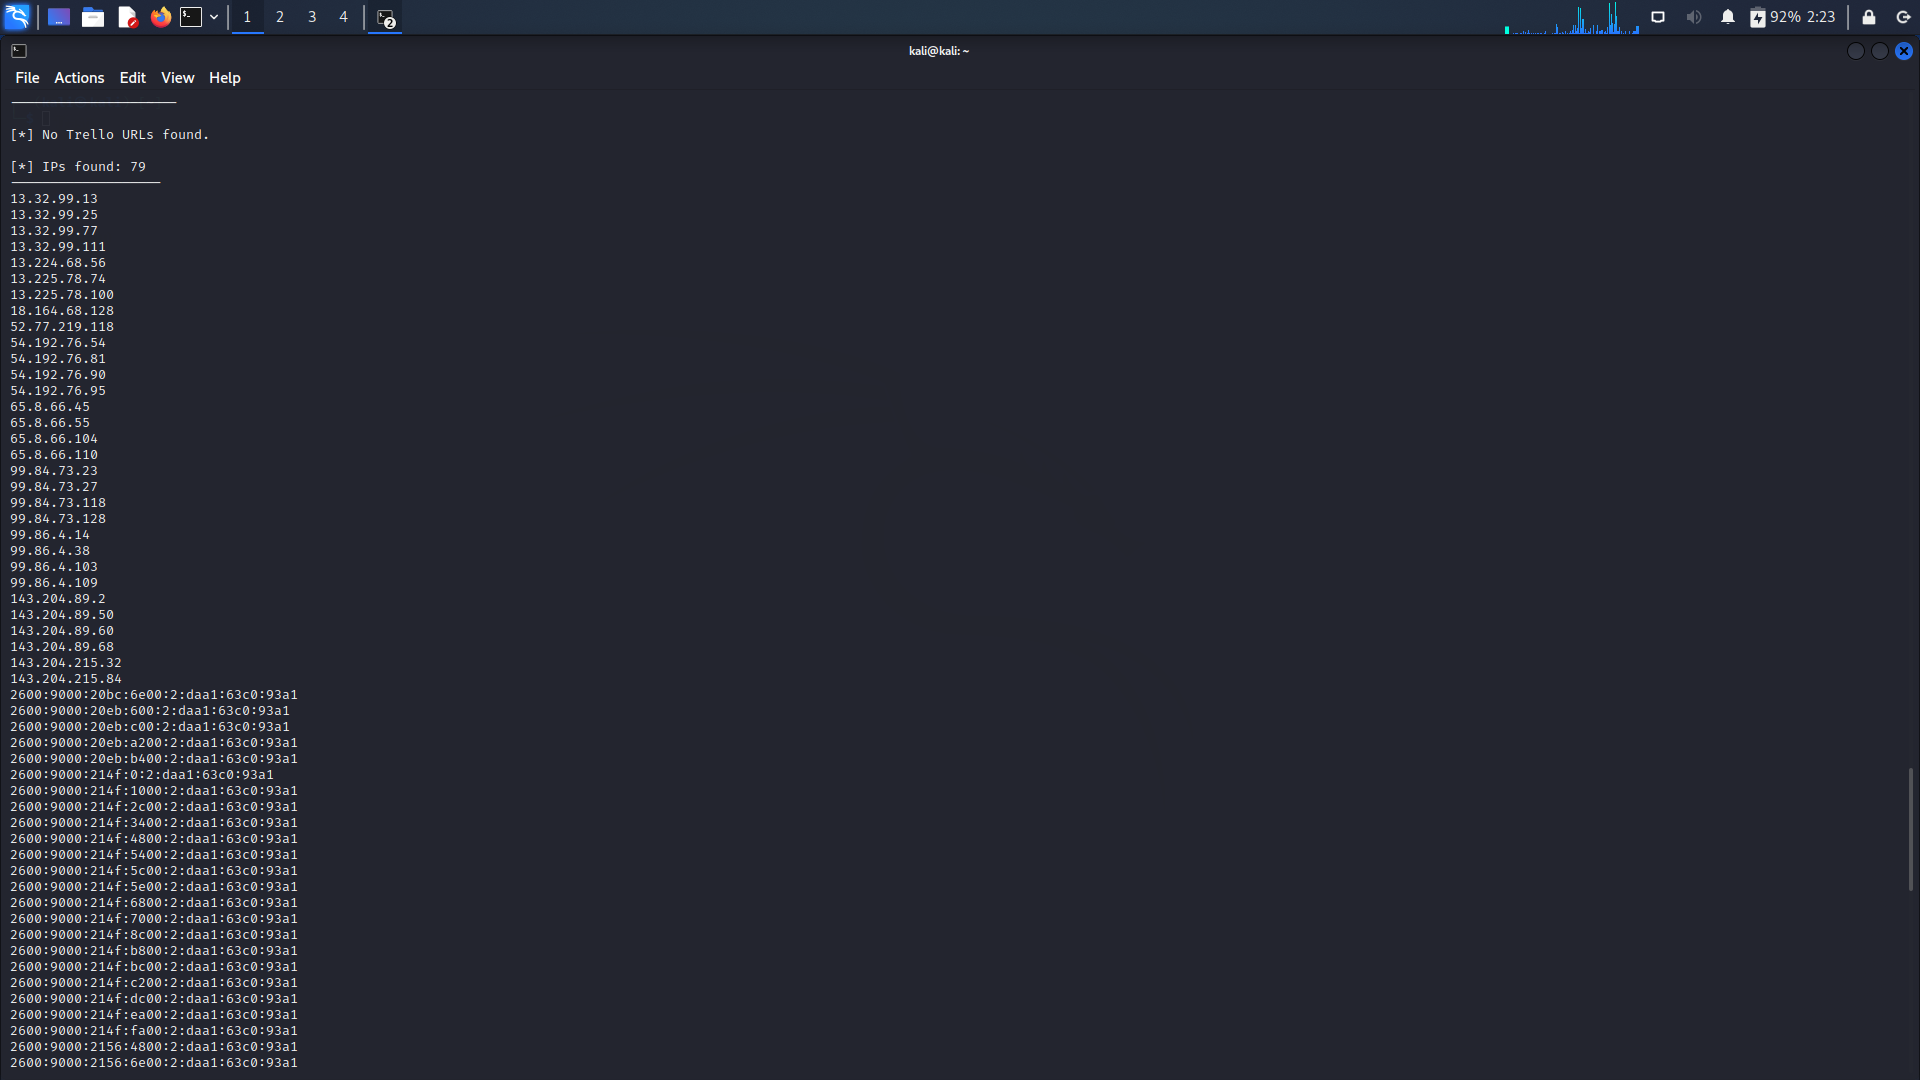 1 2 3 4 2 92% 2:23
kali@kali: ~
File Actions Edit View Help
[*] No Trello URLs found.
[*] IPs found: 79
13.32.99.13
13.32.99.25
13.32.99.77
13.32.99.111
13.224.68.56
13.225.78.74
13.225.78.100
18.164.68.128
52.77.219.118
54.192.76.54
54.192.76.81
54.192.76.90
54.192.76.95
65.8.66.45
65.8.66.55
65.8.66.104
65.8.66.110
99.84.73.23
99.84.73.27
99.84.73.118
99.84.73.128
99.86.4.14
99.86.4.38
99.86.4.103
99.86.4.109
143.204.89.2
143.204.89.50
143.204.89.60
143.204.89.68
143.204.215.32
143.204.215.84
2600:9000:20bc:6e00:2:daa1:63c0:93a1
2600:9000:20eb:600:2:daa1:63c0:93a1
2600:9000:20eb:c00:2:daa1:63c0:93a1
2600:9000:20eb:a200:2:daa1:63c0:93a1
2600:9000:20eb:b400:2:daa1:63c0:93a1
2600:9000:214f:0:2:daa1:63c0:93a1
2600:9000:214f:1000:2:daa1:63c0:93a1
2600:9000:214f:2c00:2:daa1:63c0:93a1
2600:9000:214f:3400:2:daa1:63c0:93a1
2600:9000:214f:4800:2:daa1:63c0:93a1
2600:9000:214f:5400:2:daa1:63c0:93a1
2600:9000:214f:5c00:2:daa1:63c0:93a1
2600:9000:214f:5e00:2:daa1:63c0:93a1
2600:9000:214f:6800:2:daa1:63c0:93a1
2600:9000:214f:7000:2:daa1:63c0:93a1
2600:9000:214f:8c00:2:daa1:63c0:93a1
2600:9000:214f:b800:2:daa1:63c0:93a1
2600:9000:214f:bc00:2:daa1:63c0:93a1
2600:9000:214f:c200:2:daa1:63c0:93a1
2600:9000:214f:dc00:2:daa1:63c0:93a1
2600:9000:214f:ea00:2:daa1:63c0:93a1
2600:9000:214f:fa00:2:daa1:63c0:93a1
2600:9000:2156:4800:2:daa1:63c0:93a1
2600:9000:2156:6e00:2:daa1:63c0:93a1